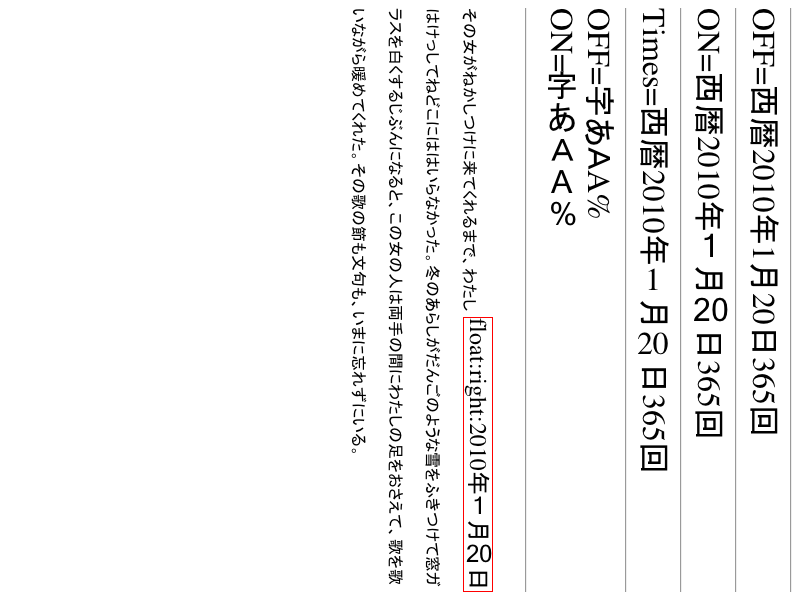 OFF=西暦2010年1月20日365回
ON=西暦2010年1月20日365回
Times=西暦2010年1月20日365回
OFF=字あAA%
ON=字あAA%
その女がねかしつけに来てくれるまで、わたし
float:right:2010年1月20日
はけっしてねどこにははいらなかった。冬のあらしがだんごのような雪をふきつけて窓ガ
ラスを白くするじぶんになると、この女の人は両手の間にわたしの足をおさえて、歌を歌
いながら暖めてくれた。その歌の節も文句も、いまに忘れずにいる。